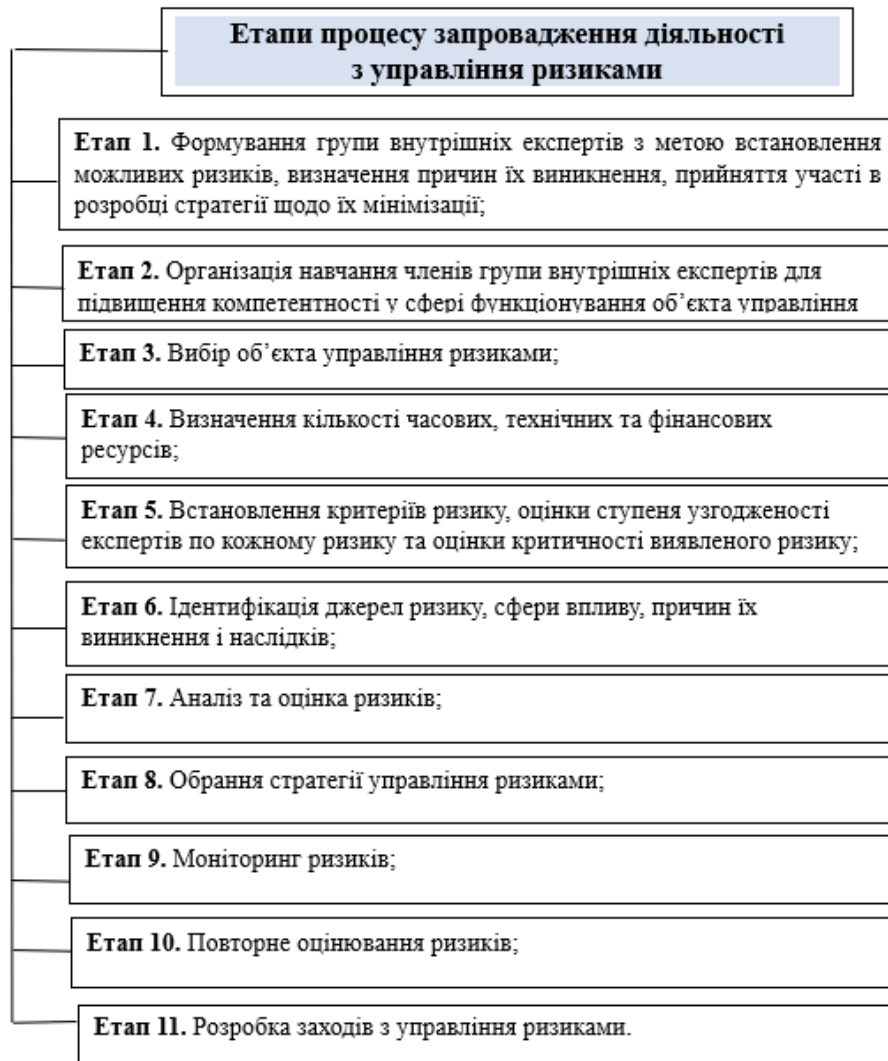 Етапи процесу запровадження діяльності
з управління ризиками
Етап 1. Формування групи внутрішніх експертів з метою встановлення
можливих ризиків, визначення причин їх виникнення, прийняття участі в
розробці стратегії щодо їх мінімізації;
Етап 2. Організація навчання членів групи внутрішніх експертів для
підвищення компетентності у сфері функціонування об’єкта управління
Етап 3. Вибір об’єкта управління ризиками;
Етап 4. Визначення кількості часових, технічних та фінансових
ресурсів;
Етап 5. Встановлення критеріїв ризику, оцінки ступеня узгодженості
експертів по кожному ризику та оцінки критичності виявленого ризику;
Етап 6. Ідентифікація джерел ризику, сфери впливу, причин їх
виникнення і наслідків;
Етап 7. Аналіз та оцінка ризиків;
Етап 8. Обрання стратегії управління ризиками;
Етап 9. Моніторинг ризиків;
Етап 10. Повторне оцінювання ризиків;
Етап 11. Розробка заходів з управління ризиками.